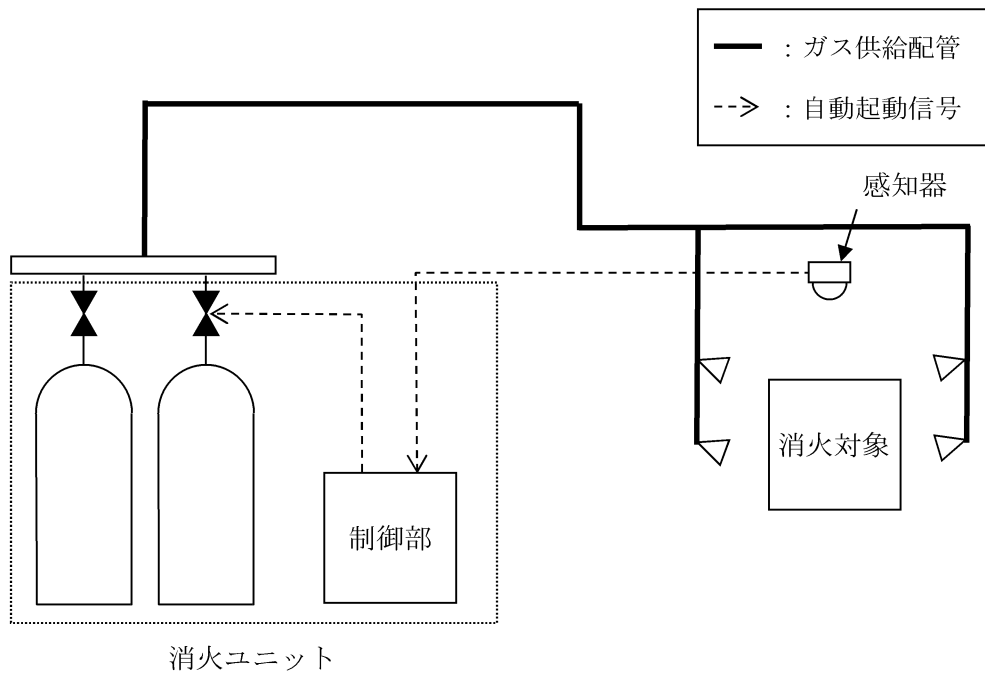 ：ガス供給配管
：自動起動信号
感知器
消火対象
制御部
消火ユニット